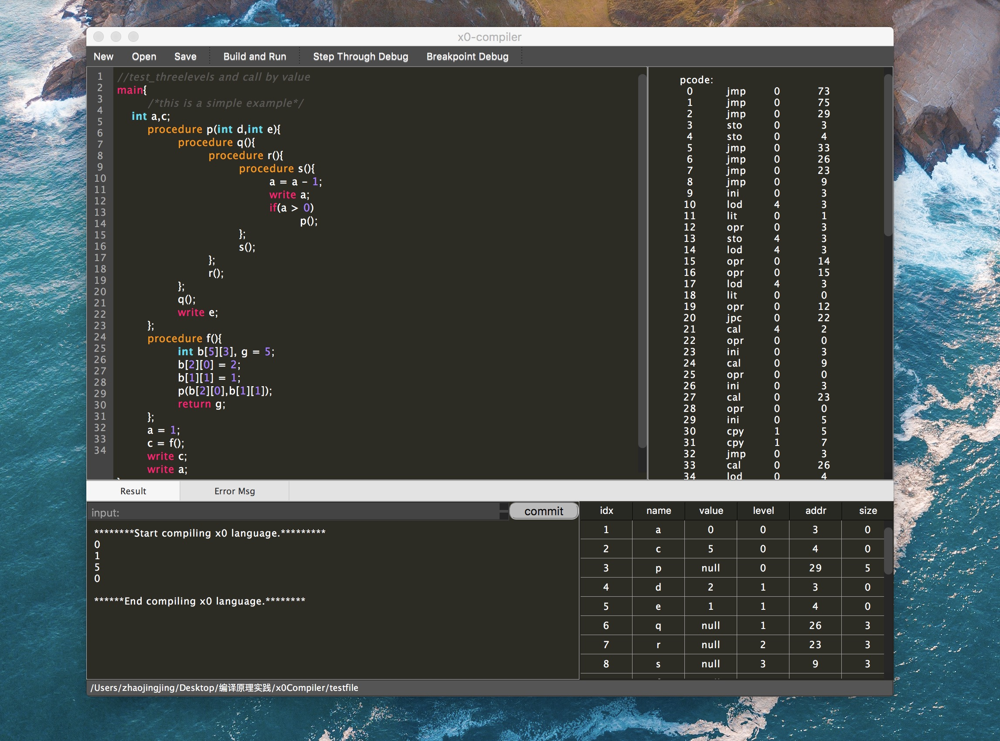 x0-compiler
New Open Save Build and Run Step Through Debug Breakpoint Debug
1
2
3
4
5
6
7
8
9
10
11
12
13
14
15
16
17
18
19
20
21
22
23
24
25
26
27
28
29
30
31
32
33
34
//test_threelevels and call by value
main{
/*this is a simple example*/
int a,c;
procedure p(int d,int e){
procedure q(){
procedure r(){
procedure s(){
a = a - 1;
write a;
if(a > 0)
p();
};
s();
};
r();
};
q();
write e;
};
procedure f(){
int b[5][3], g = 5;
b[2][0] = 2;
b[1][1] = 1;
p(b[2][0],b[1][1]);
return g;
};
a = 1;
c = f();
write c;
write a;
pcode:
0 jmp 0 73
1 jmp 0 75
2 jmp 0 29
3 sto 0 3
4 sto 0 4
5 jmp 0 33
6 jmp 0 26
7 jmp 0 23
8 jmp 0 9
9 ini 0 3
10 lod 4 3
11 lit 0 1
12 opr 0 3
13 sto 4 3
14 lod 4 3
15 opr 0 14
16 opr 0 15
17 lod 4 3
18 lit 0 0
19 opr 0 12
20 jpc 0 22
21 cal 4 2
22 opr 0 0
23 ini 0 3
24 cal 0 9
25 opr 0 0
26 ini 0 3
27 cal 0 23
28 opr 0 0
29 ini 0 5
30 cpy 1 5
31 cpy 1 7
32 jmp 0 3
33 cal 0 26
34 lod 0 4
Result Error Msg
input: commit
********Start compiling x0 language.*********
0
1
5
0
******End compiling x0 language.********
idx name value level addr size
1 a 0 0 3 0
2 c 5 0 4 0
3 p null 0 29 5
4 d 2 1 3 0
5 e 1 1 4 0
6 q null 1 26 3
7 r null 2 23 3
8 s null 3 9 3
/Users/zhaojingjing/Desktop/编译原理实践/x0Compiler/testfile